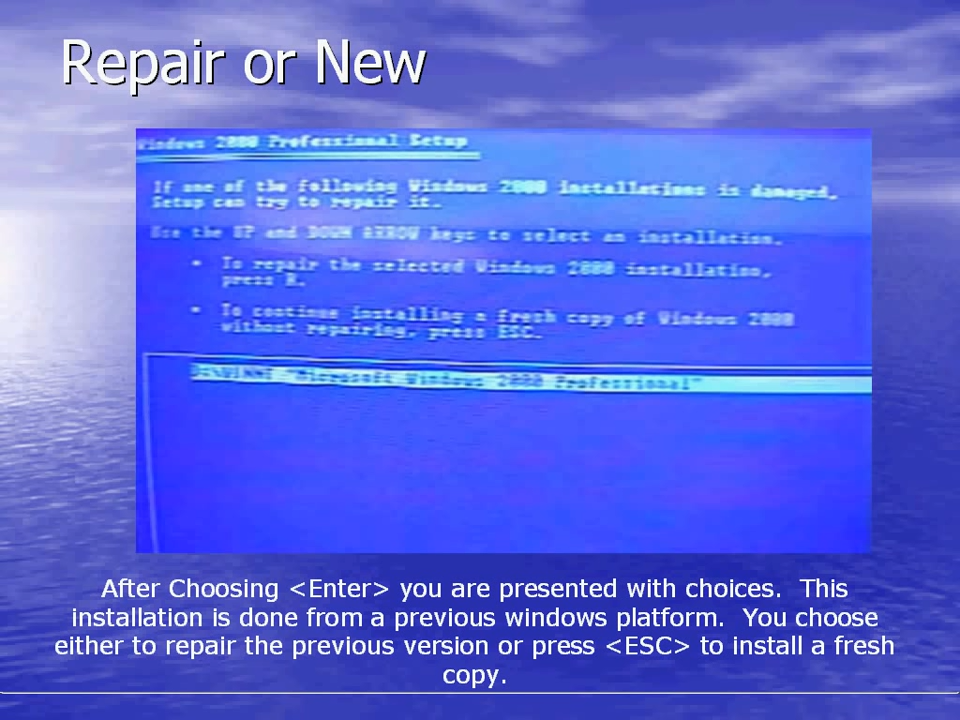 Repair or New
Windows 2000 Professional Setup
If one of the following Windows 2000 installations is damaged,
Setup can try to repair it.
Use the UP and DOWN ARROW keys to select an installation.
• To repair the selected Windows 2000 installation,
press R.
• To continue installing a fresh copy of Windows 2000
without repairing, press ESC.
"Microsoft Windows 2000 Professional"
After Choosing <Enter> you are presented with choices.  This
installation is done from a previous windows platform.  You choose
either to repair the previous version or press <ESC> to install a fresh
copy.